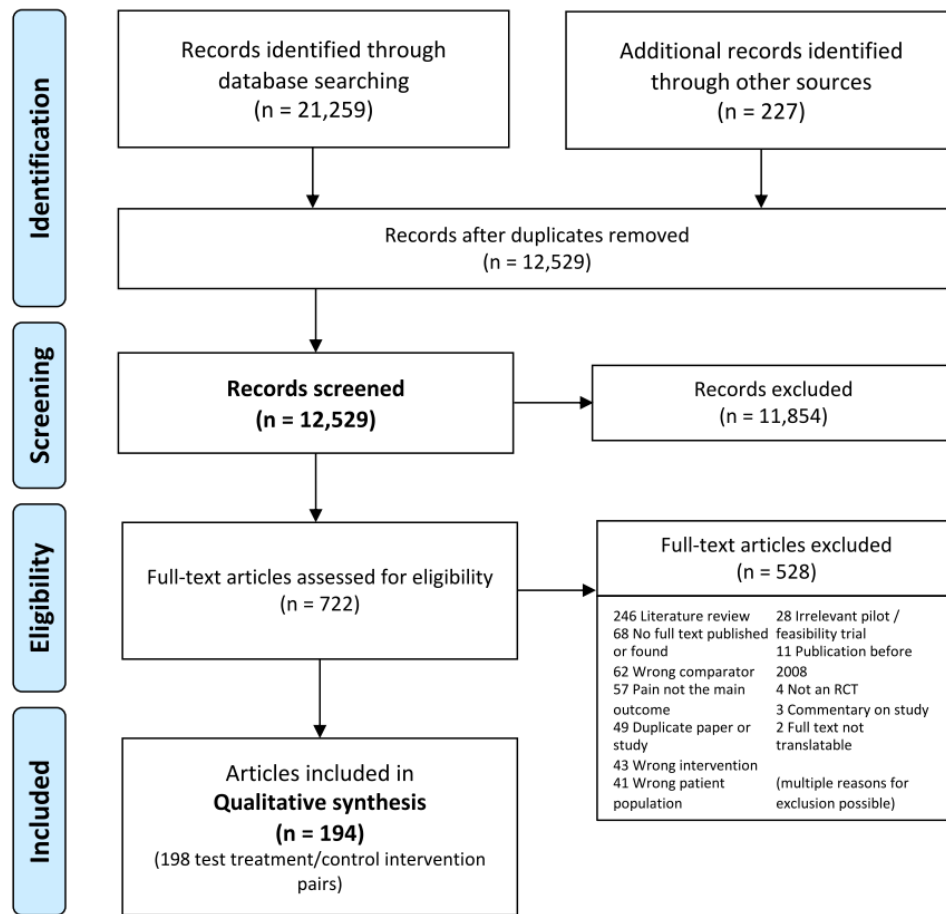 Identification
Records identified through
database searching
(n = 21,259)
Additional records identified
through other sources
(n = 227)
Records after duplicates removed
(n = 12,529)
Screening
Records screened
(n = 12,529)
Records excluded
(n = 11,854)
Eligibility
Full-text articles assessed for eligibility
(n = 722)
Full-text articles excluded
(n = 528)
246 Literature review
68 No full text published
or found
62 Wrong comparator
57 Pain not the main
outcome
49 Duplicate paper or
study
43 Wrong intervention
41 Wrong patient
population
28 Irrelevant pilot /
feasibility trial
11 Publication before
2008
4 Not an RCT
3 Commentary on study
2 Full text not
translatable
(multiple reasons for
exclusion possible)
Included
Articles included in
Qualitative synthesis
(n = 194)
(198 test treatment/control intervention
pairs)